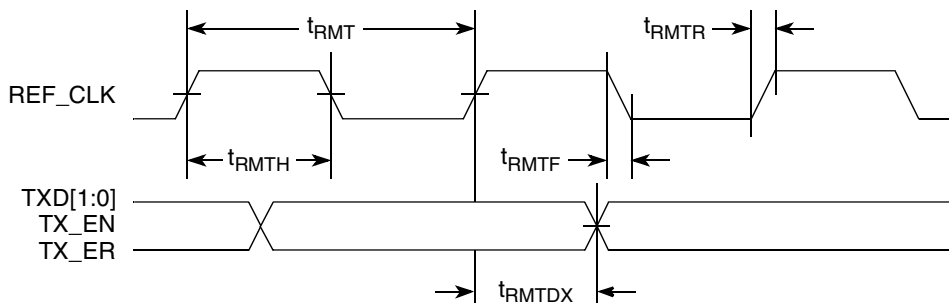 tRMT
tRMTR
REF_CLK
tRMTH
tRMTF
TXD[1:0]
TX_EN
TX_ER
tRMTDX